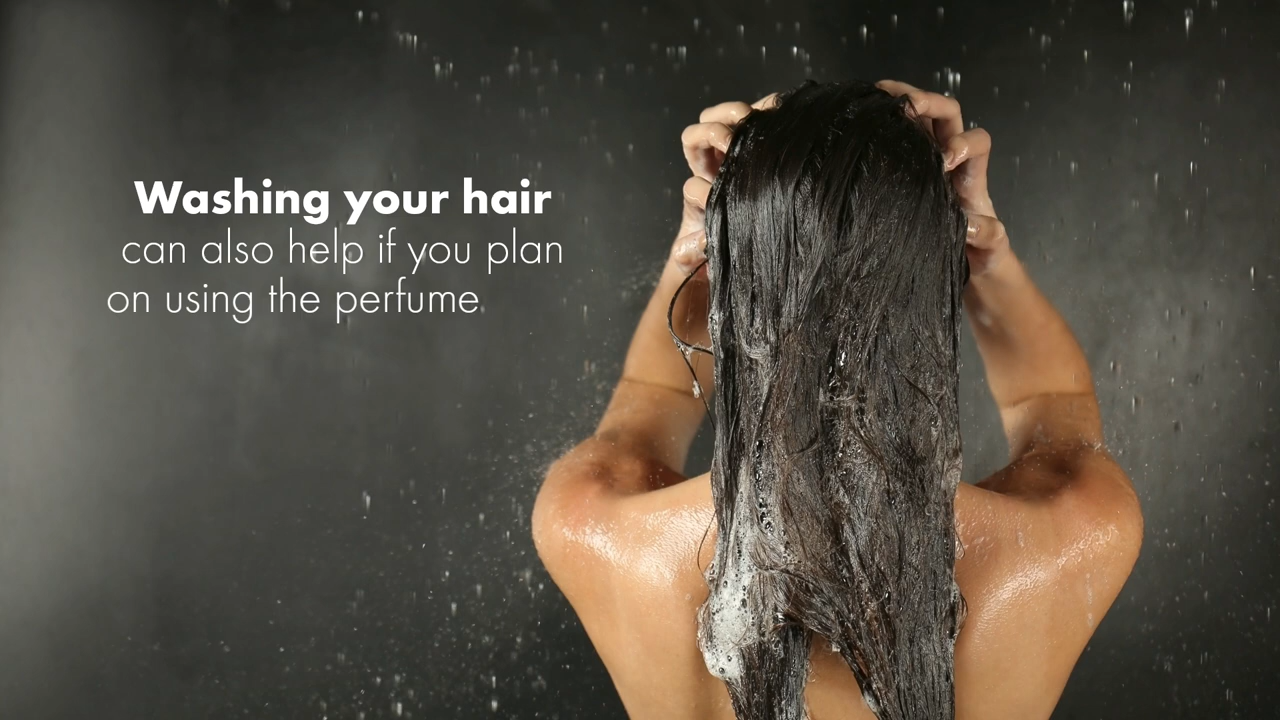 Washing your hair
can also help if you plan
on using the perfume